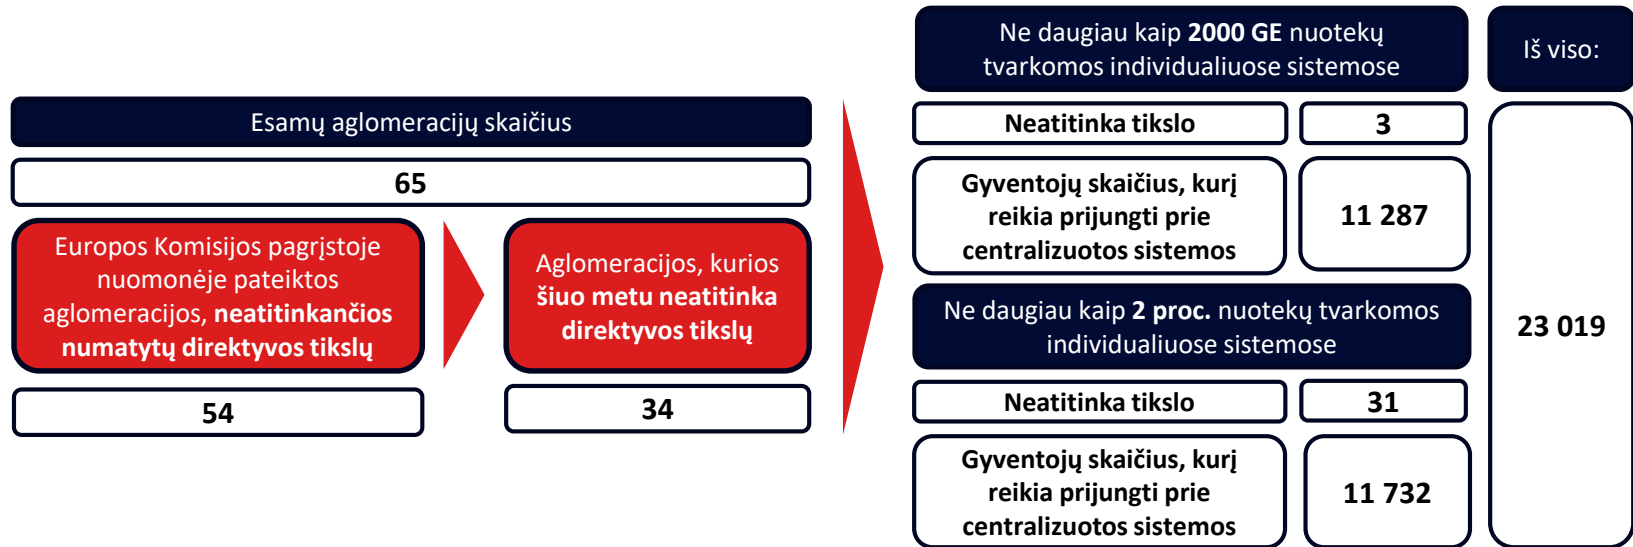 Esamų aglomeracijų skaičius
65
Europos Komisijos pagrįstoje
nuomonėje pateiktos
aglomeracijos, neatitinkančios
numatytų direktyvos tikslų
54
Aglomeracijos, kurios
šiuo metu neatitinka
direktyvos tikslų
34
Ne daugiau kaip 2000 GE nuotekų
tvarkomos individualiuose sistemose
Neatitinka tikslo
3
Gyventojų skaičius, kurį
reikia prijungti prie
centralizuotos sistemos
11 287
Ne daugiau kaip 2 proc. nuotekų tvarkomos
individualiuose sistemose
Neatitinka tikslo
31
Gyventojų skaičius, kurį
reikia prijungti prie
centralizuotos sistemos
11 732
Iš viso:
23 019